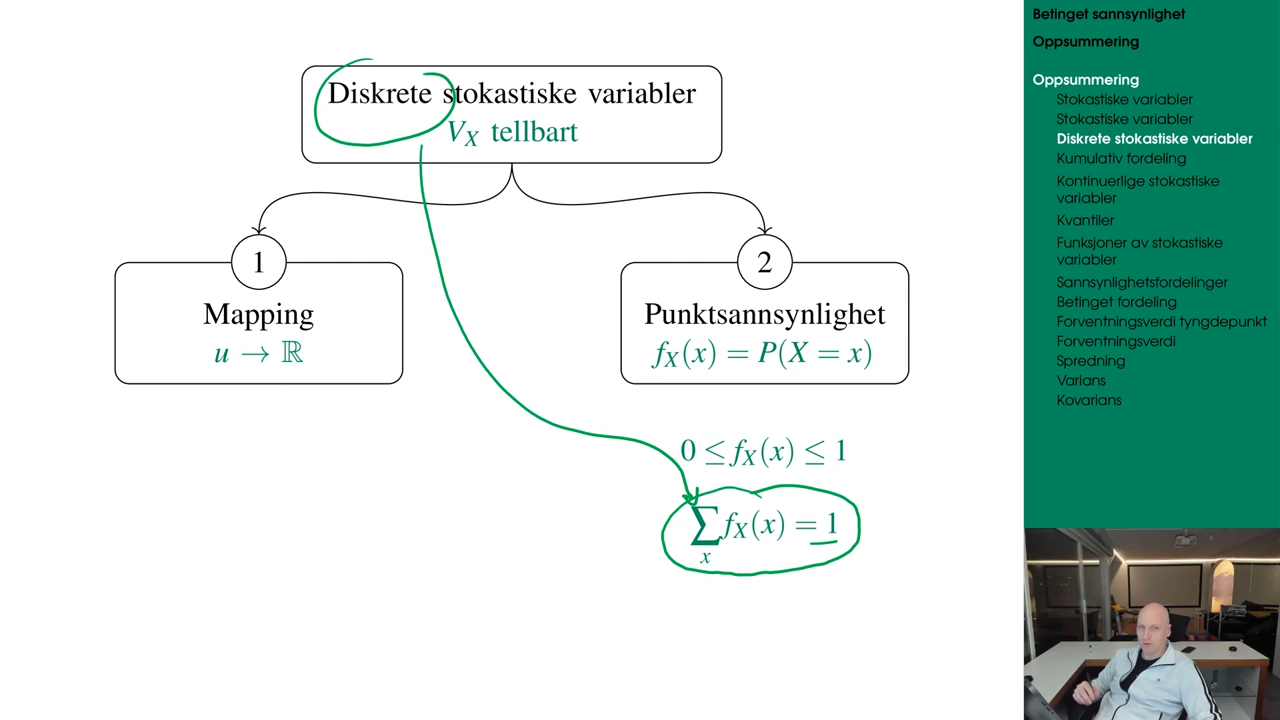 Diskrete stokastiske variabler
V_X tellbart
1
Mapping
u → ℝ
2
Punktsannsynlighet
f_X(x) = P(X = x)
0 ≤ f_X(x) ≤ 1
∑_x f_X(x) = 1
Betinget sannsynlighet
Oppsummering
Oppsummering
Stokastiske variabler
Stokastiske variabler
Diskrete stokastiske variabler
Kumulativ fordeling
Kontinuerlige stokastiske
variabler
Kvantiler
Funksjoner av stokastiske
variabler
Sannsynlighetsfordelinger
Betinget fordeling
Forventningsverdi tyngdepunkt
Forventningsverdi
Spredning
Varians
Kovarians